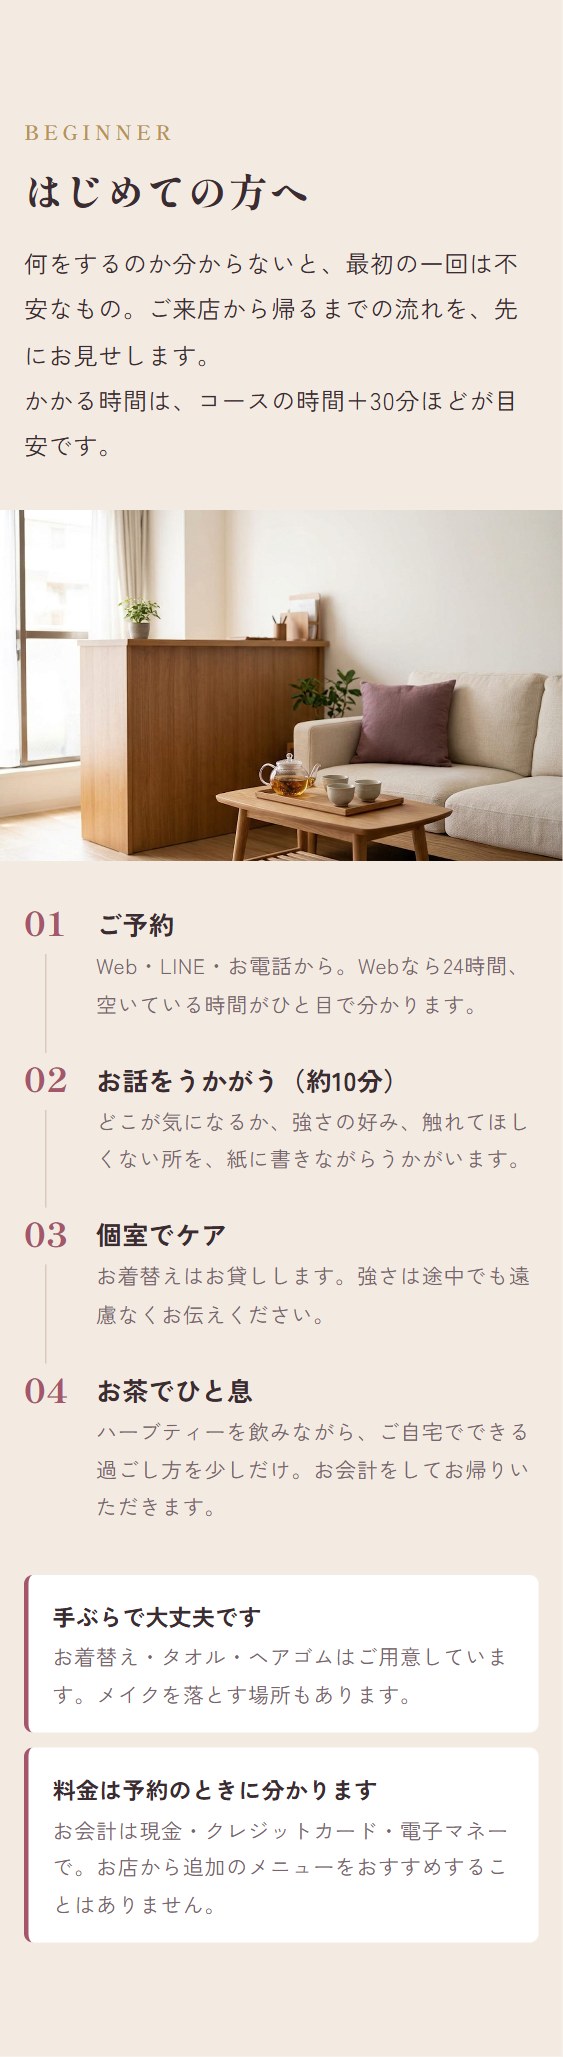 BEGINNER
はじめての方へ
何をするのか分からないと、最初の一回は不
安なもの。ご来店から帰るまでの流れを、先
にお見せします。
かかる時間は、コースの時間＋30分ほどが目
安です。
01 ご予約
Web・LINE・お電話から。Webなら24時間、
空いている時間がひと目で分かります。
02 お話をうかがう（約10分）
どこが気になるか、強さの好み、触れてほし
くない所を、紙に書きながらうかがいます。
03 個室でケア
お着替えはお貸しします。強さは途中でも遠
慮なくお伝えください。
04 お茶でひと息
ハーブティーを飲みながら、ご自宅でできる
過ごし方を少しだけ。お会計をしてお帰りい
ただきます。
手ぶらで大丈夫です
お着替え・タオル・ヘアゴムはご用意していま
す。メイクを落とす場所もあります。
料金は予約のときに分かります
お会計は現金・クレジットカード・電子マネー
で。お店から追加のメニューをおすすめするこ
とはありません。